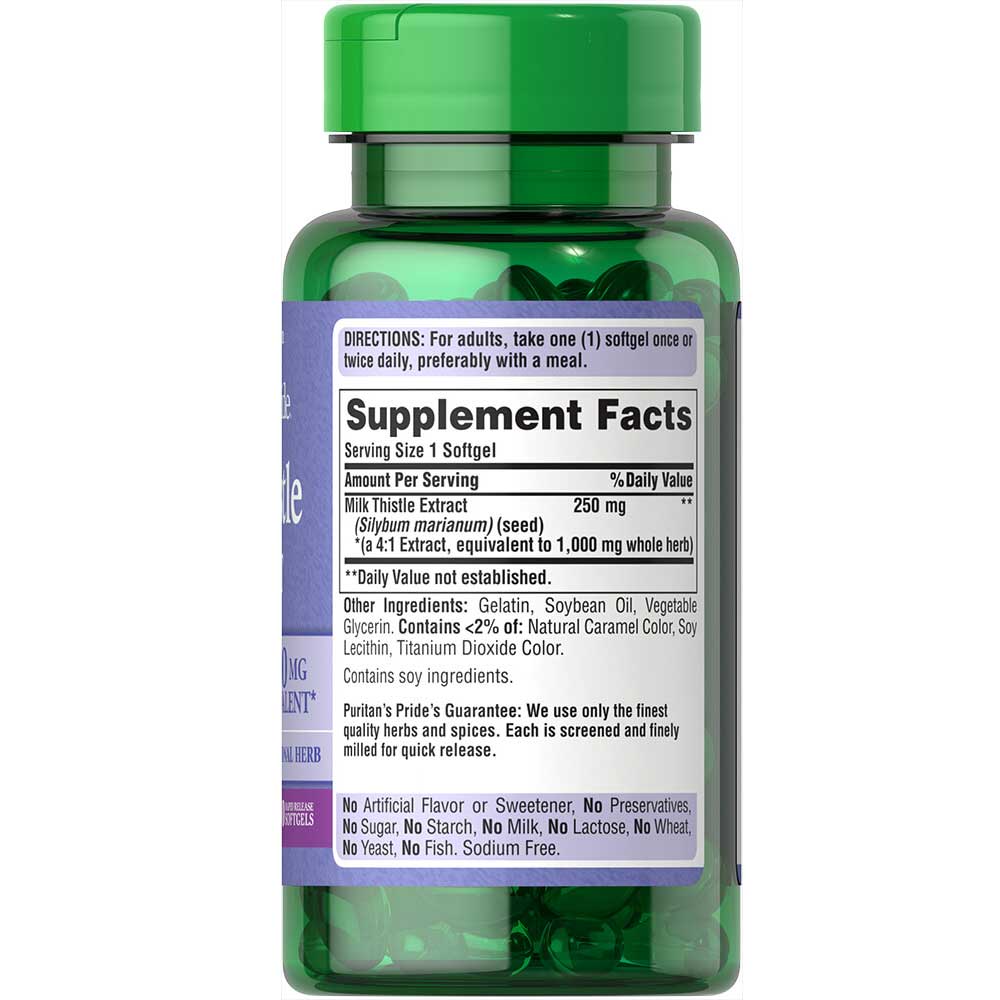 DIRECTIONS: For adults, take one (1) softgel once or
twice daily, preferably with a meal.
Supplement Facts
Serving Size 1 Softgel
Amount Per Serving %Daily Value
Milk Thistle Extract 250 mg **
(Silybum marianum) (seed)
*(a 4:1 Extract, equivalent to 1,000 mg whole herb)
**Daily Value not established.
Other Ingredients: Gelatin, Soybean Oil, Vegetable
Glycerin. Contains <2% of: Natural Caramel Color, Soy
Lecithin, Titanium Dioxide Color.
Contains soy ingredients.
Puritan's Pride's Guarantee: We use only the finest
quality herbs and spices. Each is screened and finely
milled for quick release.
No Artificial Flavor or Sweetener, No Preservatives,
No Sugar, No Starch, No Milk, No Lactose, No Wheat,
No Yeast, No Fish. Sodium Free.
MG
HERB
RAPID RELEASE
SOFTGELS